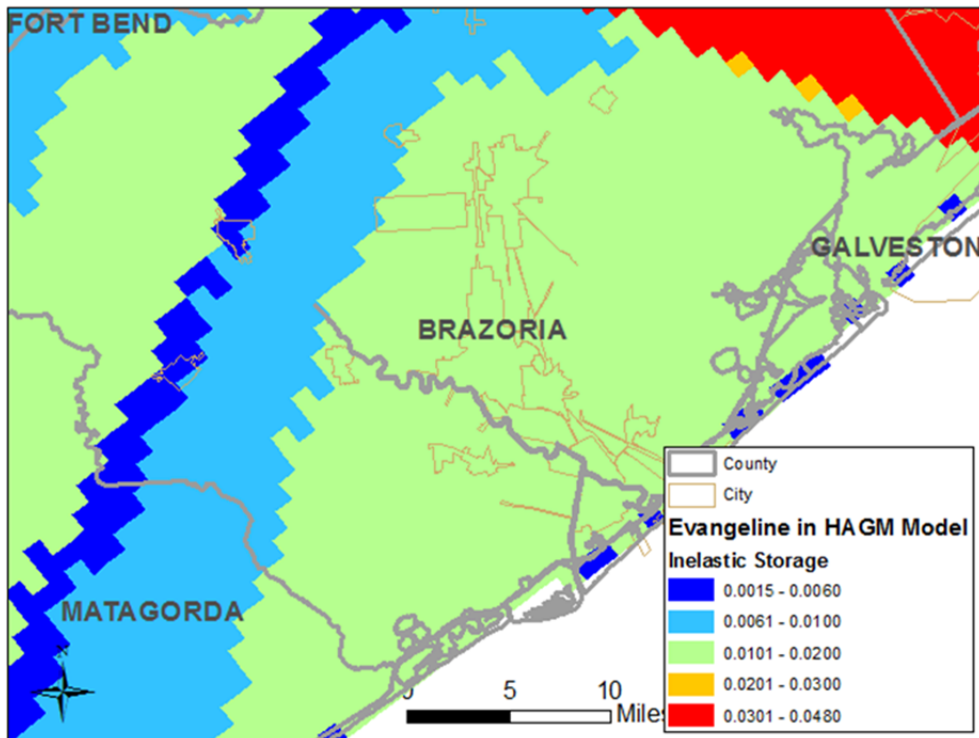 FORT BEND
GALVESTON
BRAZORIA
MATAGORDA
County
City
Evangeline in HAGM Model
Inelastic Storage
0.0015 - 0.0060
0.0061 - 0.0100
0.0101 - 0.0200
0.0201 - 0.0300
0.0301 - 0.0480
0 5 10
Miles